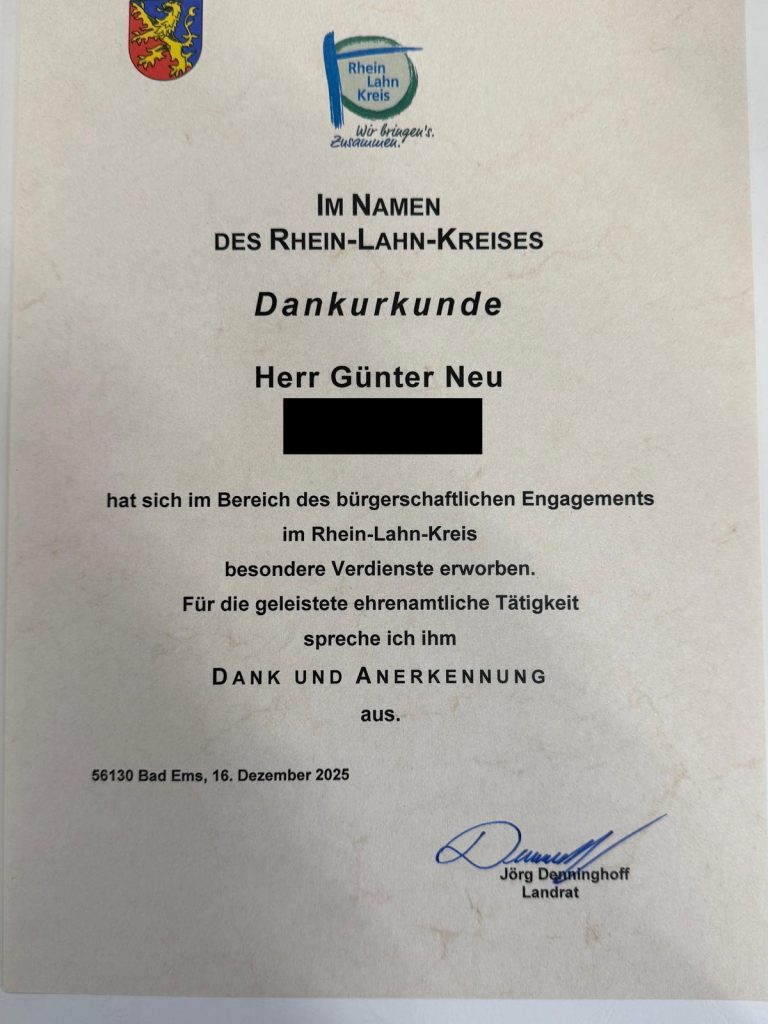 Rhein
Lahn
Kreis
Wir bringen's.
Zusammen.
IM NAMEN
DES RHEIN-LAHN-KREISES
Dankurkunde
Herr Günter Neu
hat sich im Bereich des bürgerschaftlichen Engagements
im Rhein-Lahn-Kreis
besondere Verdienste erworben.
Für die geleistete ehrenamtliche Tätigkeit
spreche ich ihm
DANK UND ANERKENNUNG
aus.
56130 Bad Ems, 16. Dezember 2025
Jörg Denninghoff
Landrat